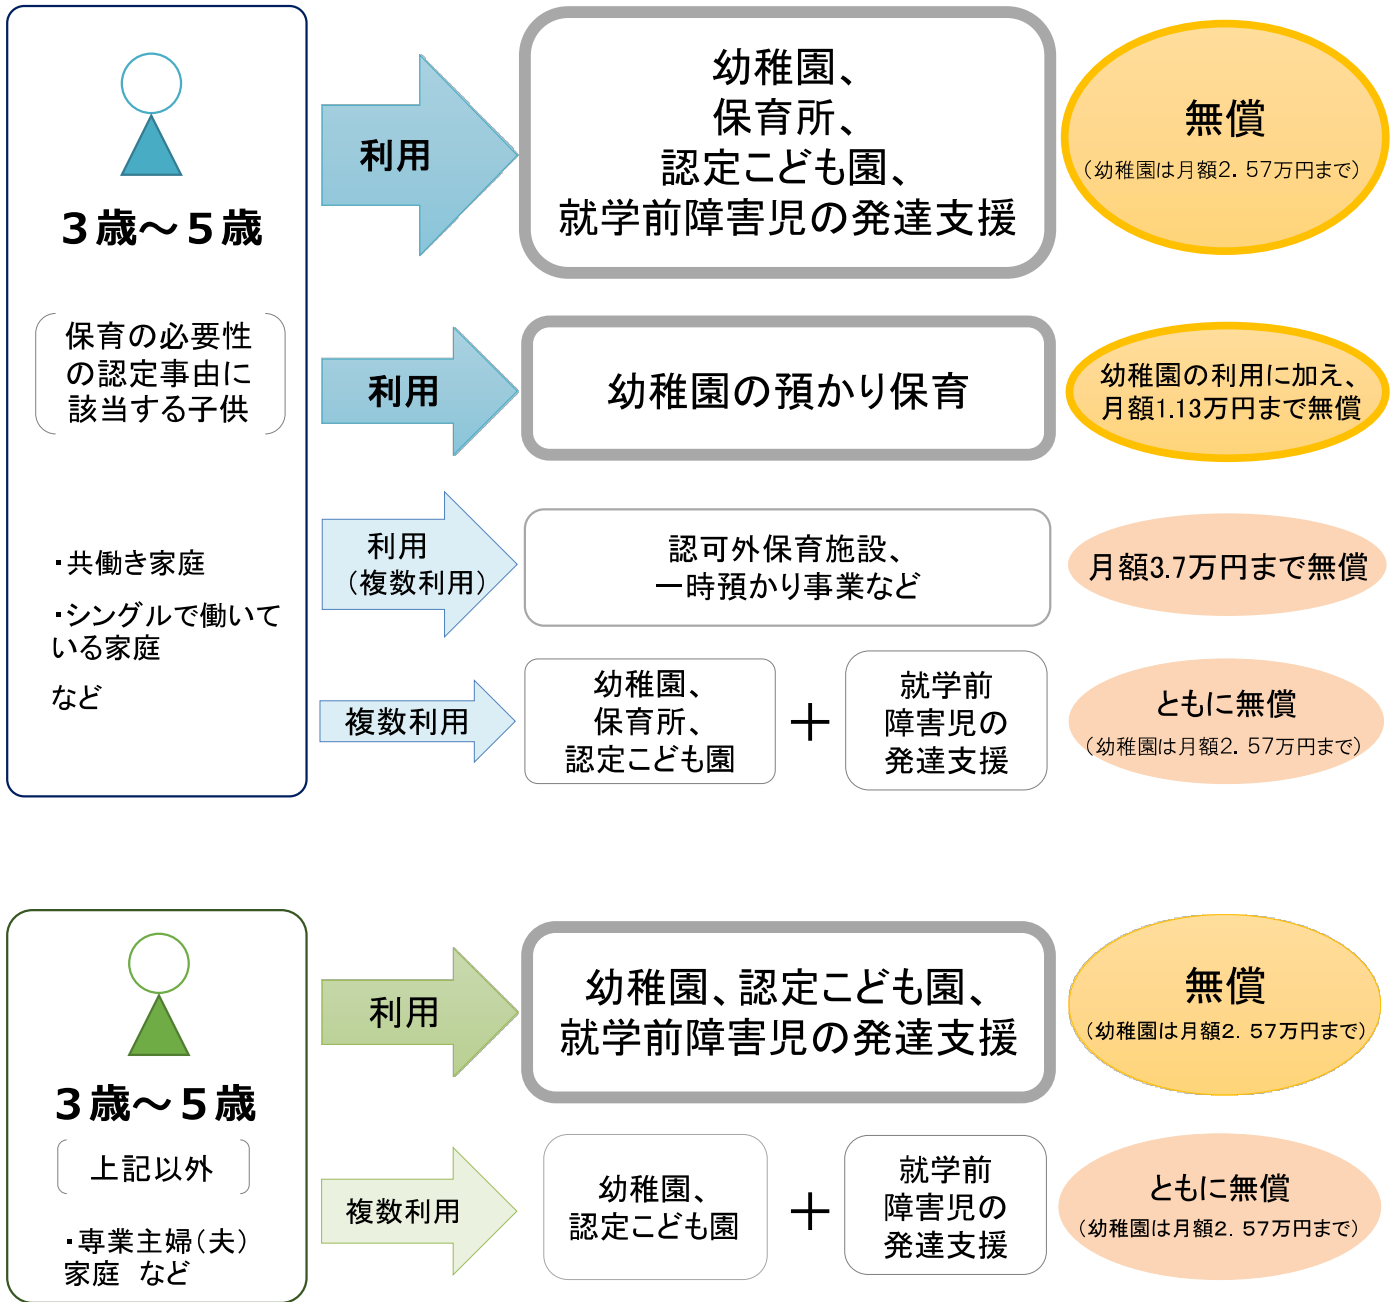 ３歳～５歳
保育の必要性
の認定事由に
該当する子供
・共働き家庭
・シングルで働いて
いる家庭
など
利用
幼稚園、
保育所、
認定こども園、
就学前障害児の発達支援
無償
（幼稚園は月額2．57万円まで）
利用
幼稚園の預かり保育
幼稚園の利用に加え、
月額1.13万円まで無償
利用
（複数利用）
認可外保育施設、
一時預かり事業など
月額3.7万円まで無償
複数利用
幼稚園、
保育所、
認定こども園
＋
就学前
障害児の
発達支援
ともに無償
（幼稚園は月額2．57万円まで）
３歳～５歳
上記以外
・専業主婦（夫）
家庭　など
利用
幼稚園、認定こども園、
就学前障害児の発達支援
無償
（幼稚園は月額2．57万円まで）
複数利用
幼稚園、
認定こども園
＋
就学前
障害児の
発達支援
ともに無償
（幼稚園は月額2．57万円まで）